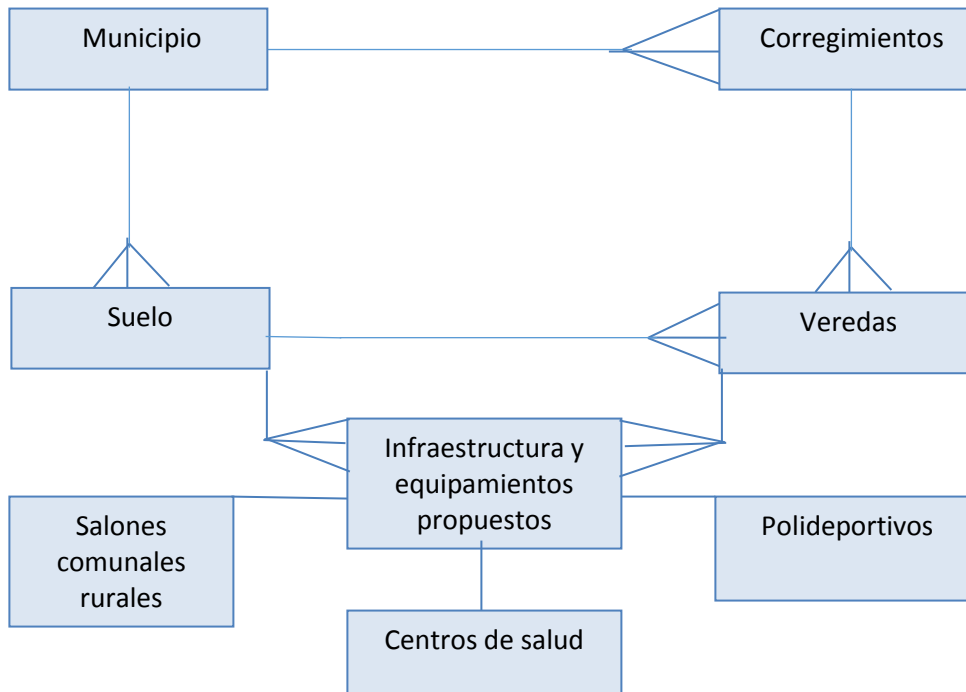 Municipio
Corregimientos
Suelo
Veredas
Infraestructura y
equipamientos
propuestos
Salones
comunales
rurales
Polideportivos
Centros de salud